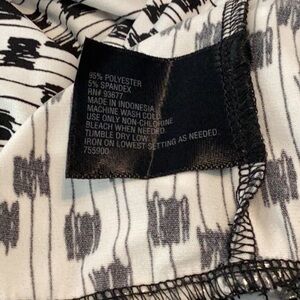 95% POLYESTER
5% SPANDEX
RN# 93677
MADE IN INDONESIA
MACHINE WASH COLD
USE ONLY NON-CHLORINE
BLEACH WHEN NEEDED
TUMBLE DRY LOW
IRON ON LOWEST SETTING AS NEEDED.
755900